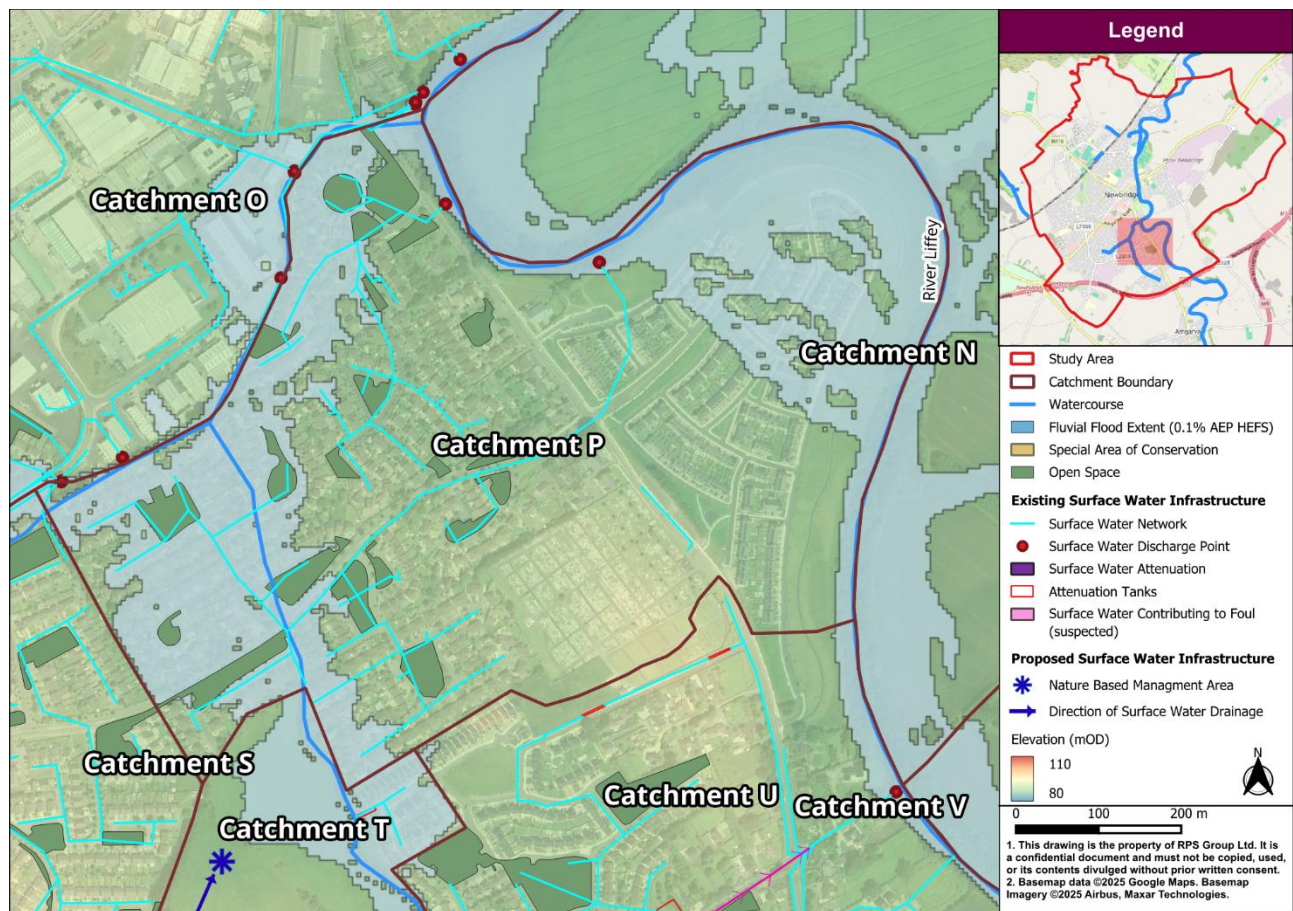 Legend
Catchment O
River Liffey
Catchment N
Catchment P
Catchment S
Catchment U
Catchment V
Catchment T
Newbridge
Study Area
Catchment Boundary
Watercourse
Fluvial Flood Extent (0.1% AEP HEFS)
Special Area of Conservation
Open Space
Existing Surface Water Infrastructure
Surface Water Network
Surface Water Discharge Point
Surface Water Attenuation
Attenuation Tanks
Surface Water Contributing to Foul
(suspected)
Proposed Surface Water Infrastructure
Nature Based Managment Area
Direction of Surface Water Drainage
Elevation (mOD)
110
80
N
0 100 200 m
1. This drawing is the property of RPS Group Ltd. It is
a confidential document and must not be copied, used,
or its contents divulged without prior written consent.
2. Basemap data ©2025 Google Maps. Basemap
Imagery ©2025 Airbus, Maxar Technologies.